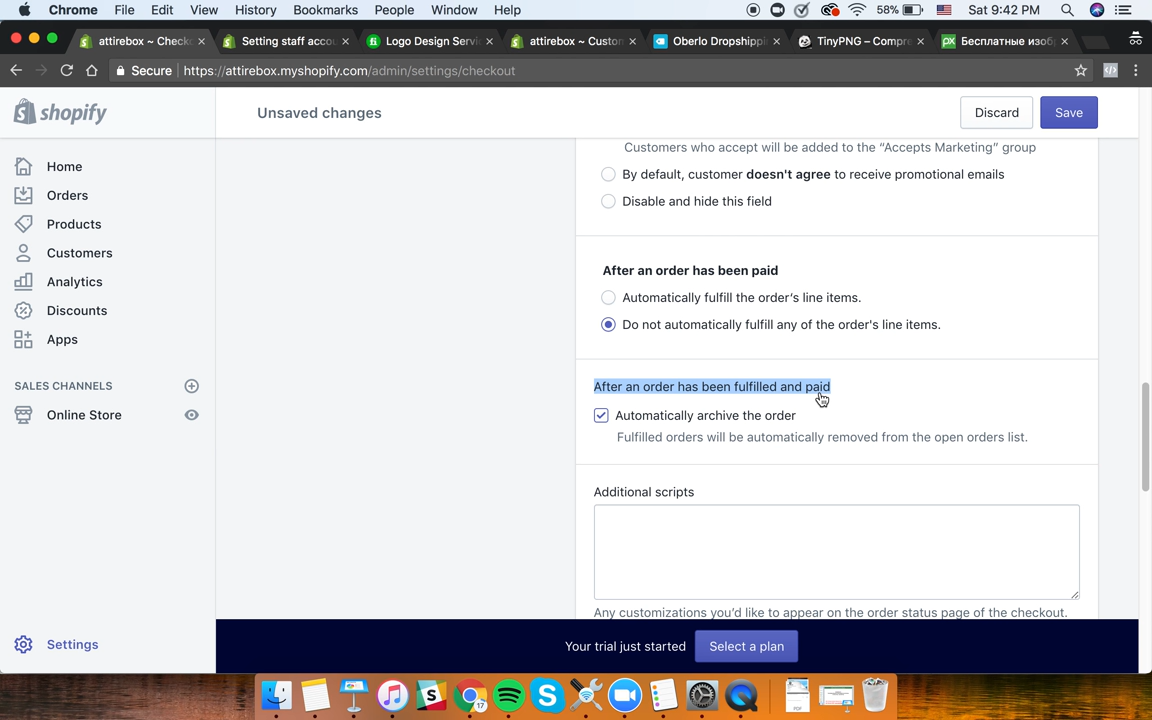 Chrome File Edit View History Bookmarks People Window Help 58% Sat 9:42 PM
attirebox ~ Check Setting staff accou Logo Design Servi attirebox ~ Custom Oberlo Dropshippi TinyPNG – Compre Бесплатные изоб
Secure https://attirebox.myshopify.com/admin/settings/checkout
shopify
Unsaved changes
Discard
Save
Home
Orders
Products
Customers
Analytics
Discounts
Apps
SALES CHANNELS
Online Store
Settings
Customers who accept will be added to the “Accepts Marketing” group
By default, customer doesn't agree to receive promotional emails
Disable and hide this field
After an order has been paid
Automatically fulfill the order's line items.
Do not automatically fulfill any of the order's line items.
After an order has been fulfilled and paid
Automatically archive the order
Fulfilled orders will be automatically removed from the open orders list.
Additional scripts
Any customizations you'd like to appear on the order status page of the checkout.
Your trial just started
Select a plan
17
PDF